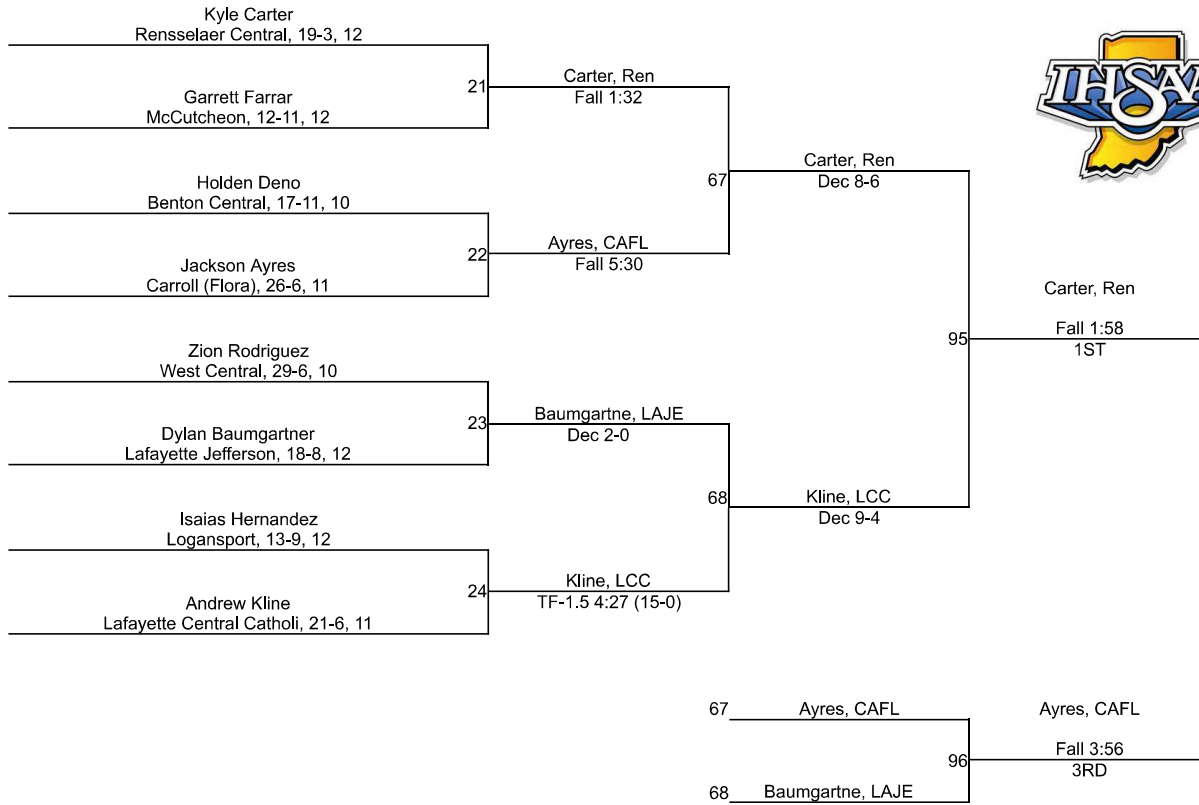 Kyle Carter
Rensselaer Central, 19-3, 12
Garrett Farrar
McCutcheon, 12-11, 12
Holden Deno
Benton Central, 17-11, 10
Jackson Ayres
Carroll (Flora), 26-6, 11
Zion Rodriguez
West Central, 29-6, 10
Dylan Baumgartner
Lafayette Jefferson, 18-8, 12
Isaias Hernandez
Logansport, 13-9, 12
Andrew Kline
Lafayette Central Catholi, 21-6, 11
21
Carter, Ren
Fall 1:32
22
Ayres, CAFL
Fall 5:30
23
Baumgartne, LAJE
Dec 2-0
24
Kline, LCC
TF-1.5 4:27 (15-0)
67
Carter, Ren
Dec 8-6
68
Kline, LCC
Dec 9-4
95
Carter, Ren
Fall 1:58
1ST
67
Ayres, CAFL
68
Baumgartne, LAJE
96
Ayres, CAFL
Fall 3:56
3RD
IHSAA